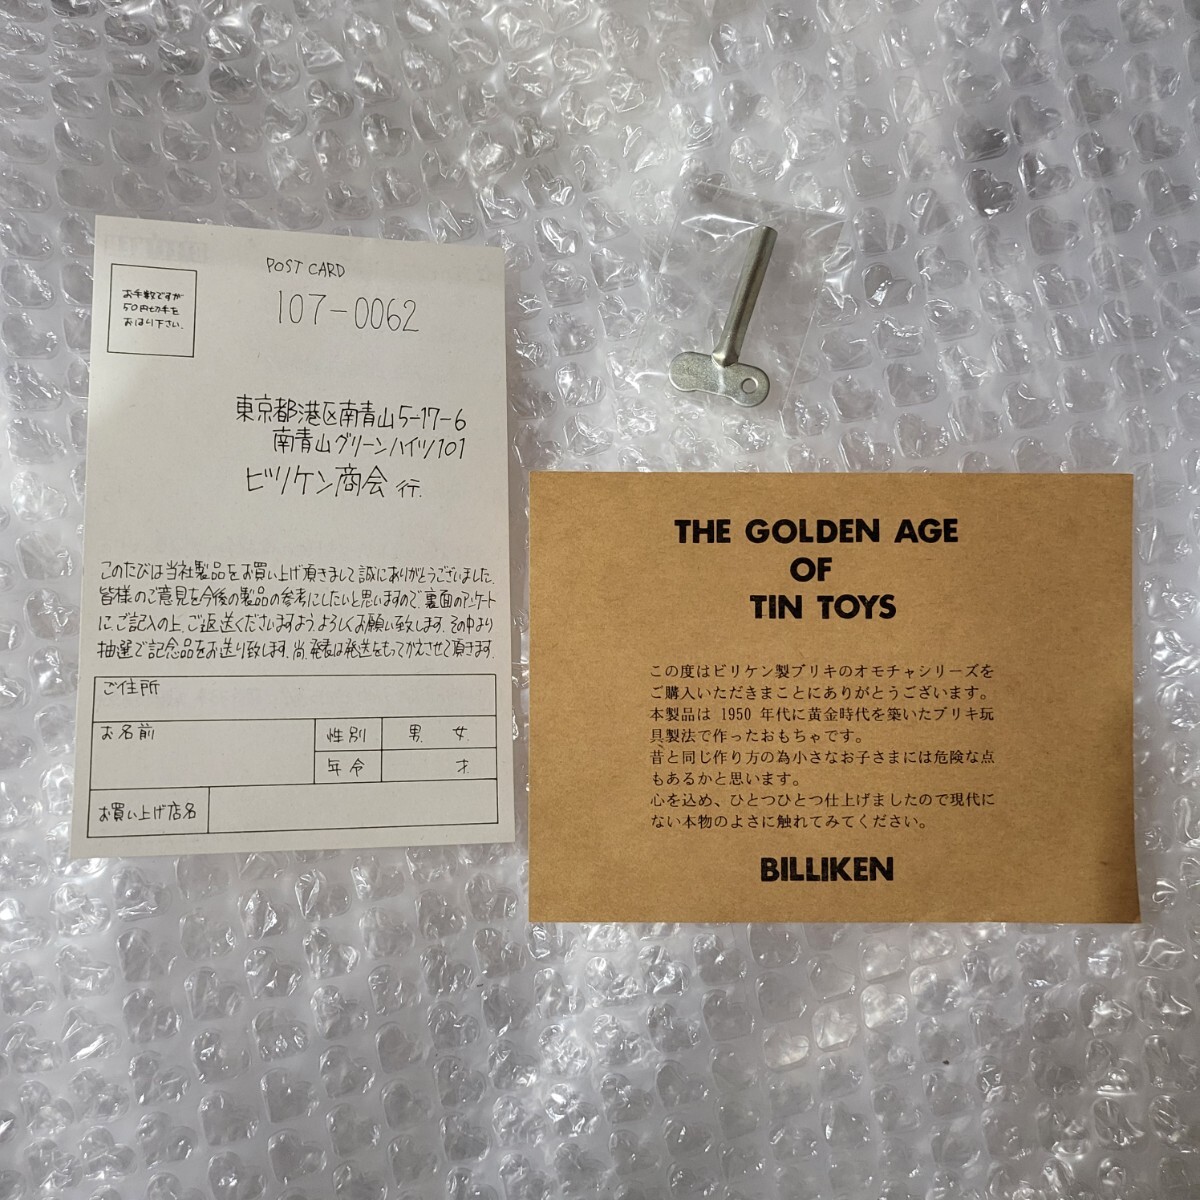 POST CARD
お手数ですが
50円切手を
おはり下さい.
107-0062
東京都港区南青山5-17-6
南青山グリーンハイツ101
ビリケン商会 行.
このたびは当社製品をお買い上げ頂きまして誠にありがとうございました.
皆様のご意見を今後の製品の参考にしたいと思いますので、裏面のアンケート
に、ご記入の上、ご返送くださいますようよろしくお願い致します.その中より
抽選で記念品をお送り致します.尚、発表は発送をもってかえさせて頂きます.
ご住所
お名前
性別
男. 女.
年令
才.
お買い上げ店名
THE GOLDEN AGE
OF
TIN TOYS
この度はビリケン製ブリキのオモチャシリーズを
ご購入いただきまことにありがとうございます。
本製品は 1950 年代に黄金時代を築いたブリキ玩
具製法で作ったおもちゃです。
昔と同じ作り方の為小さなお子さまには危険な点
もあるかと思います。
心を込め、ひとつひとつ仕上げましたので現代に
ない本物のよさに触れてみてください。
BILLIKEN